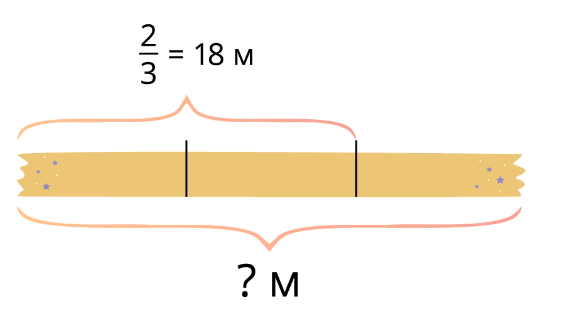 2/3 = 18 м
? м